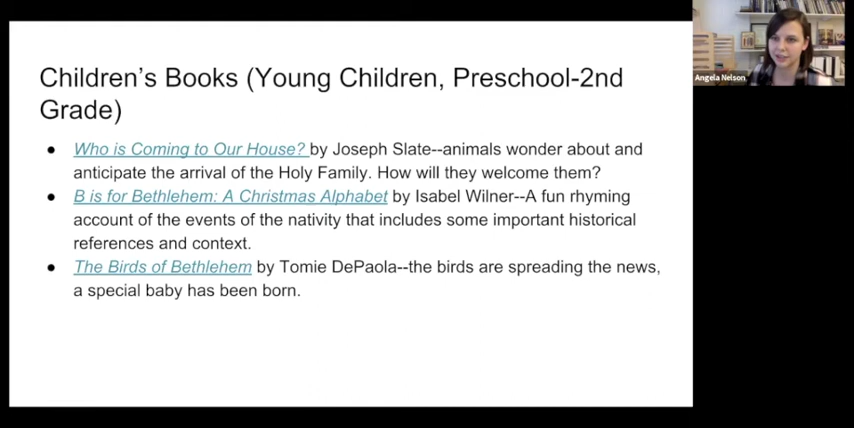 Children's Books (Young Children, Preschool-2nd
Grade)
● Who is Coming to Our House? by Joseph Slate--animals wonder about and
anticipate the arrival of the Holy Family. How will they welcome them?
● B is for Bethlehem: A Christmas Alphabet by Isabel Wilner--A fun rhyming
account of the events of the nativity that includes some important historical
references and context.
● The Birds of Bethlehem by Tomie DePaola--the birds are spreading the news,
a special baby has been born.
Angela Nelson